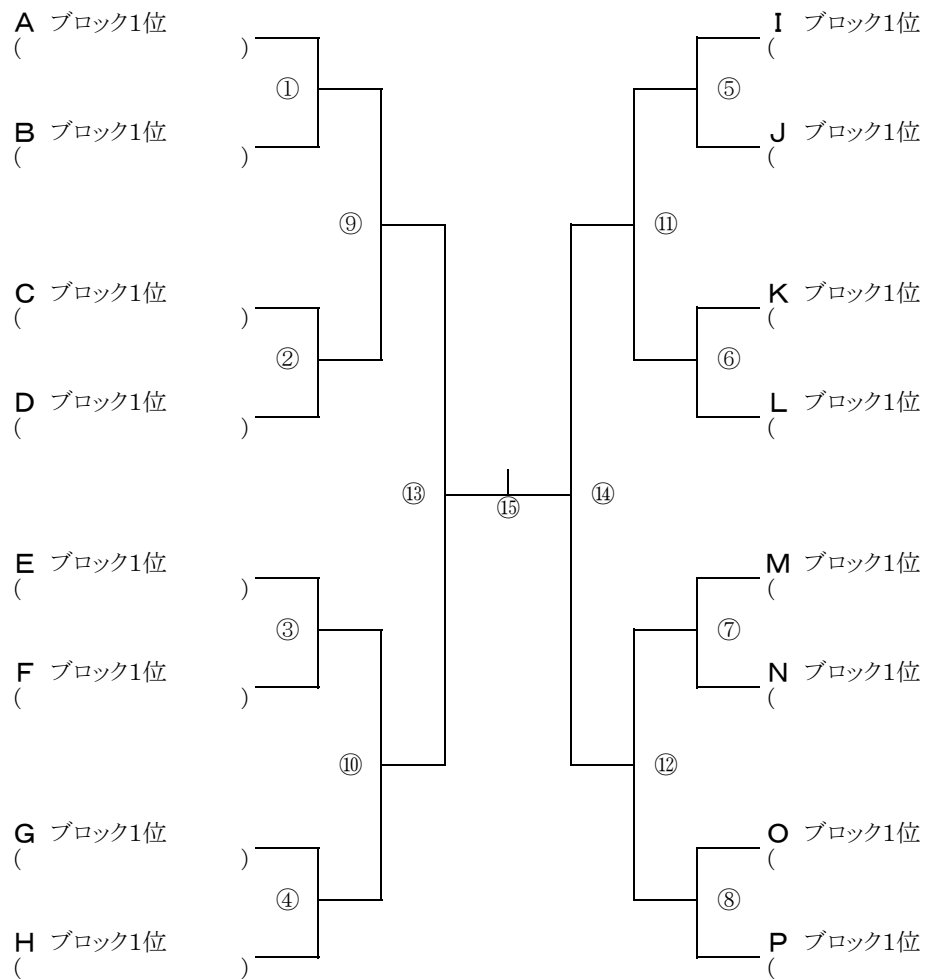 A ブロック1位
(　　　　　　　)
①
B ブロック1位
(　　　　　　　)
⑨
C ブロック1位
(　　　　　　　)
②
D ブロック1位
(　　　　　　　)
⑬
E ブロック1位
(　　　　　　　)
③
F ブロック1位
(　　　　　　　)
⑩
G ブロック1位
(　　　　　　　)
④
H ブロック1位
(　　　　　　　)
⑮
I ブロック1位
(
⑤
J ブロック1位
(
⑪
K ブロック1位
(
⑥
L ブロック1位
(
⑭
M ブロック1位
(
⑦
N ブロック1位
(
⑫
O ブロック1位
(
⑧
P ブロック1位
(